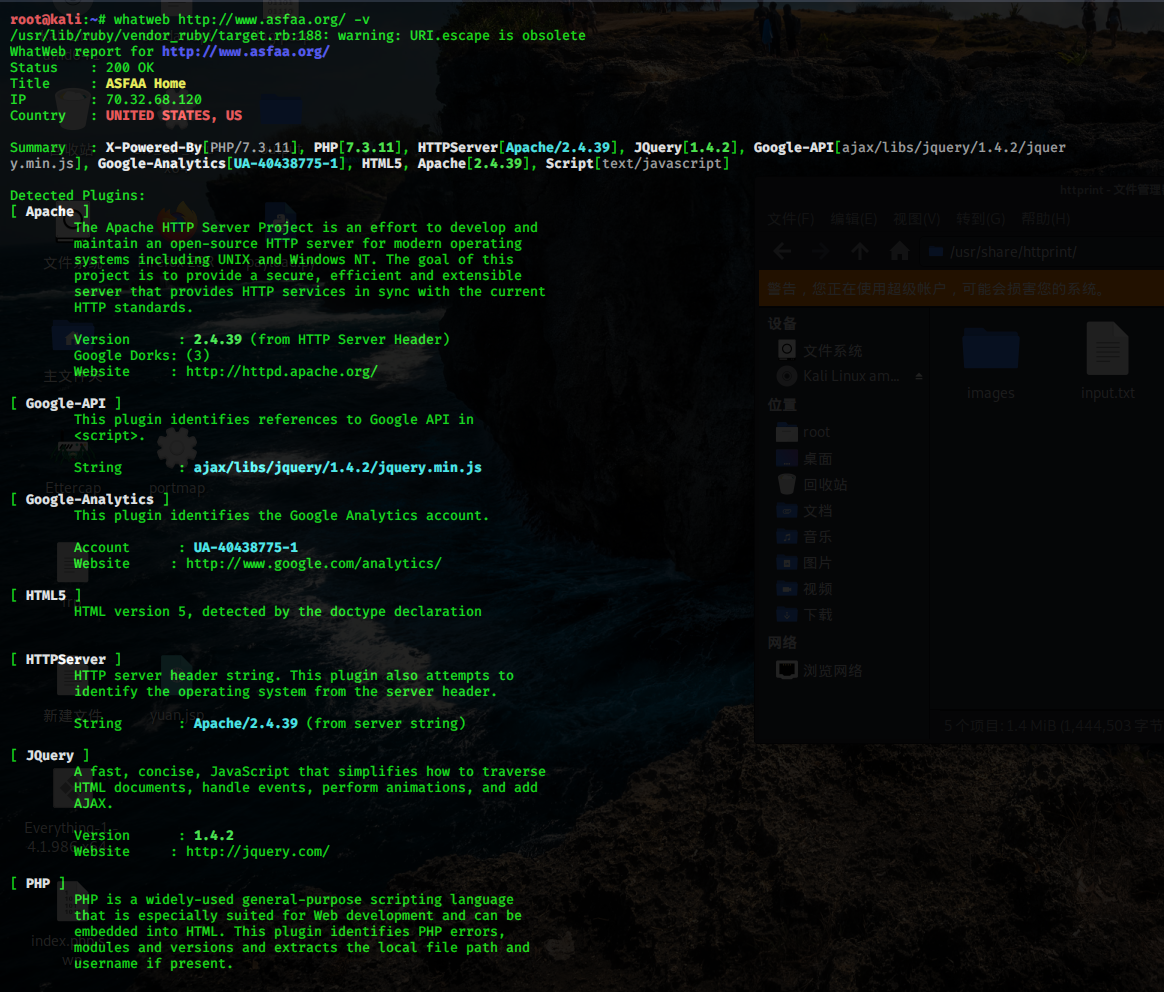 root@kali:~# whatweb http://www.asfaa.org/ -v
/usr/lib/ruby/vendor_ruby/target.rb:188: warning: URI.escape is obsolete
WhatWeb report for http://www.asfaa.org/
Status    : 200 OK
Title     : ASFAA Home
IP        : 70.32.68.120
Country   : UNITED STATES, US
Summary   : X-Powered-By[PHP/7.3.11], PHP[7.3.11], HTTPServer[Apache/2.4.39], JQuery[1.4.2], Google-API[ajax/libs/jquery/1.4.2/jquer
y.min.js], Google-Analytics[UA-40438775-1], HTML5, Apache[2.4.39], Script[text/javascript]
Detected Plugins:
[ Apache ]
The Apache HTTP Server Project is an effort to develop and
maintain an open-source HTTP server for modern operating
systems including UNIX and Windows NT. The goal of this
project is to provide a secure, efficient and extensible
server that provides HTTP services in sync with the current
HTTP standards.
Version      : 2.4.39 (from HTTP Server Header)
Google Dorks: (3)
Website     : http://httpd.apache.org/
[ Google-API ]
This plugin identifies references to Google API in
<script>.
String       : ajax/libs/jquery/1.4.2/jquery.min.js
[ Google-Analytics ]
This plugin identifies the Google Analytics account.
Account      : UA-40438775-1
Website     : http://www.google.com/analytics/
[ HTML5 ]
HTML version 5, detected by the doctype declaration
[ HTTPServer ]
HTTP server header string. This plugin also attempts to
identify the operating system from the server header.
String       : Apache/2.4.39 (from server string)
[ JQuery ]
A fast, concise, JavaScript that simplifies how to traverse
HTML documents, handle events, perform animations, and add
AJAX.
Version      : 1.4.2
Website     : http://jquery.com/
[ PHP ]
PHP is a widely-used general-purpose scripting language
that is especially suited for Web development and can be
embedded into HTML. This plugin identifies PHP errors,
modules and versions and extracts the local file path and
username if present.
httprint - 文件管理
文件(F) 编辑(E) 视图(V) 转到(G) 帮助(H)
/usr/share/httprint/
警告，您正在使用超级帐户，可能会损害您的系统。
设备
文件系统
Kali Linux am...
位置
root
桌面
回收站
文档
音乐
图片
视频
下载
网络
浏览网络
images
input.txt
5 个项目: 1.4 MiB (1,444,503 字节
主文件夹
Ettercap
portmap
新建文件
yuan.jsp
Everything-1.